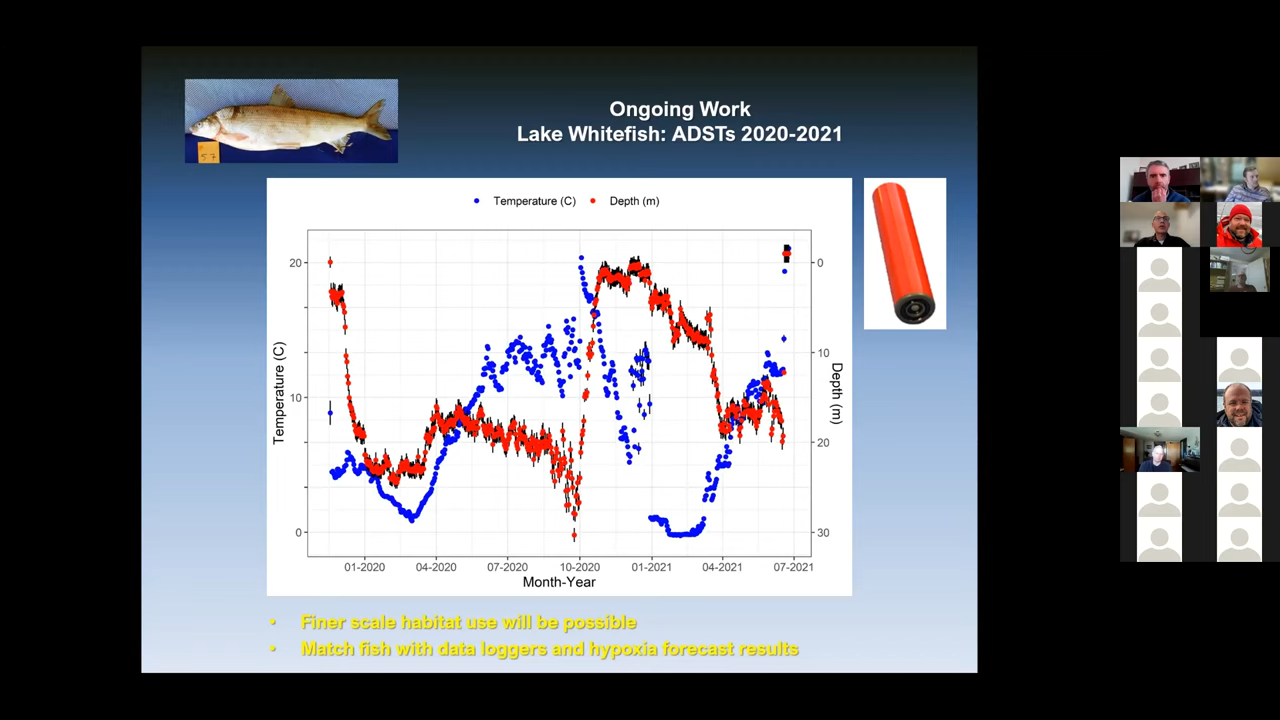 Ongoing Work
Lake Whitefish: ADSTs 2020-2021
57
Temperature (C) Depth (m)
20
10
0
Temperature (C)
0
10
20
30
Depth (m)
01-2020 04-2020 07-2020 10-2020 01-2021 04-2021 07-2021
Month-Year
• Finer scale habitat use will be possible
• Match fish with data loggers and hypoxia forecast results